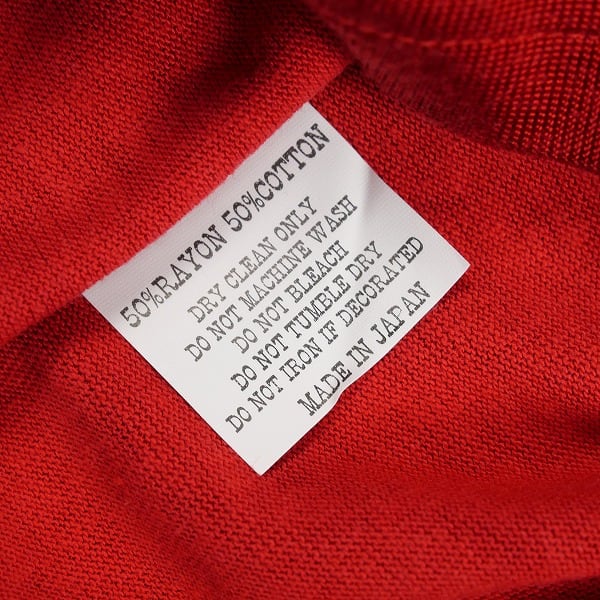 50%RAYON 50%COTTON
DRY CLEAN ONLY
DO NOT MACHINE WASH
DO NOT BLEACH
DO NOT TUMBLE DRY
DO NOT IRON IF DECORATED
MADE IN JAPAN